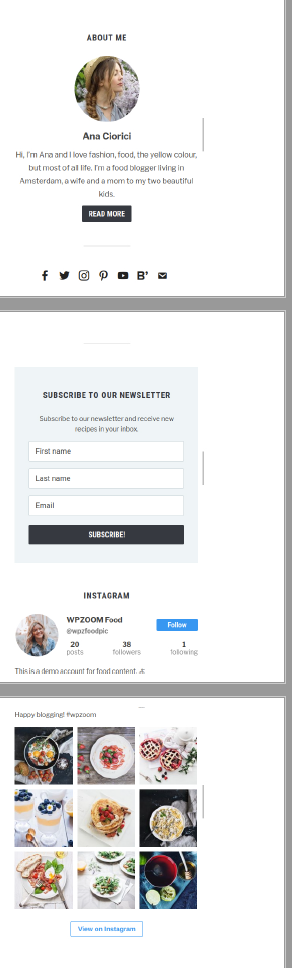 ABOUT ME
Ana Ciorici
Hi, I'm Ana and I love fashion, food, the yellow colour,
but most of all life. I'm a food blogger living in
Amsterdam, a wife and a mom to my two beautiful
kids.
READ MORE
SUBSCRIBE TO OUR NEWSLETTER
Subscribe to our newsletter and receive new
recipes in your inbox.
First name
Last name
Email
SUBSCRIBE!
INSTAGRAM
WPZOOM Food
@wpzfoodpic
Follow
20 38 1
posts followers following
This is a demo account for food content. 🍝
Happy blogging! #wpzoom
View on Instagram